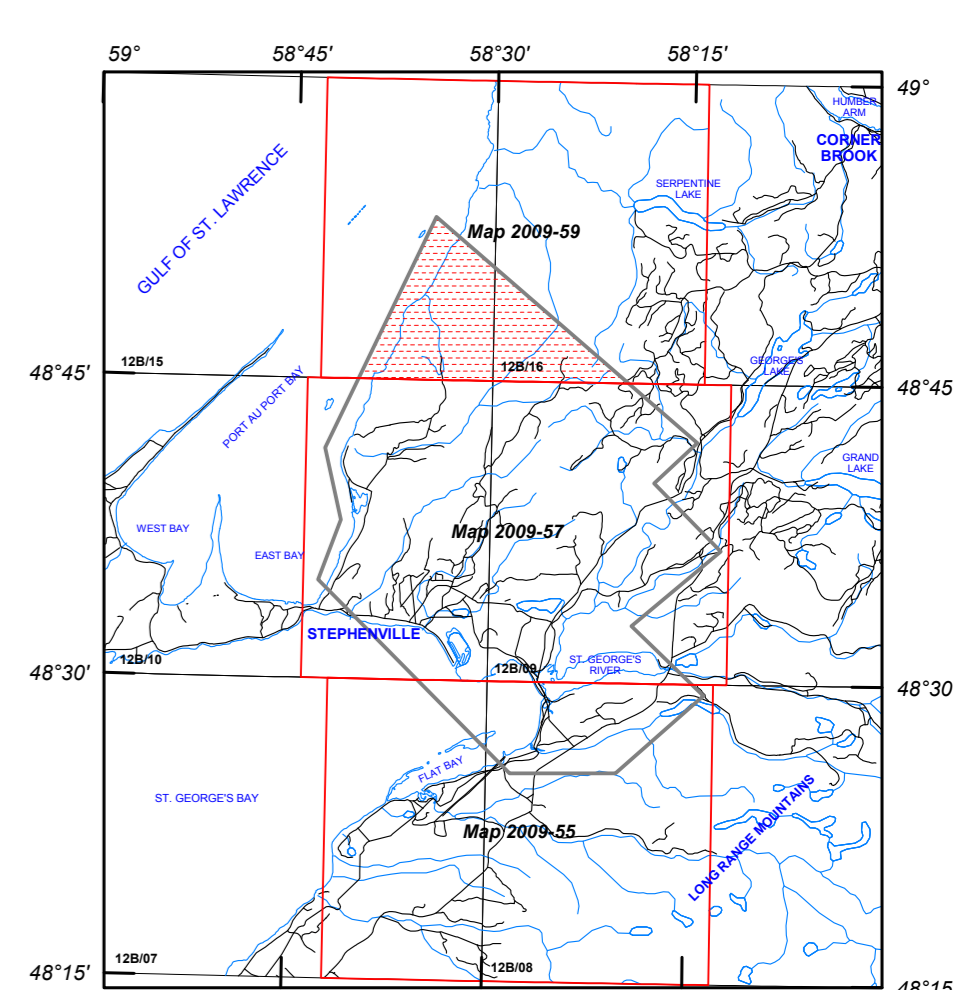 59°
58°45'
58°30'
58°15'
49°
HUMBER
ARM
CORNER
BROOK
GULF OF ST. LAWRENCE
SERPENTINE
LAKE
Map 2009-59
12B/15
12B/16
GEORGE'S
LAKE
48°45'
48°45'
PORT AU PORT BAY
GRAND
LAKE
WEST BAY
EAST BAY
Map 2009-57
STEPHENVILLE
ST. GEORGE'S
RIVER
12B/10
12B/09
48°30'
48°30'
FLAT BAY
ST. GEORGE'S BAY
Map 2009-55
LONG RANGE MOUNTAINS
12B/07
12B/08
48°15'
48°15'